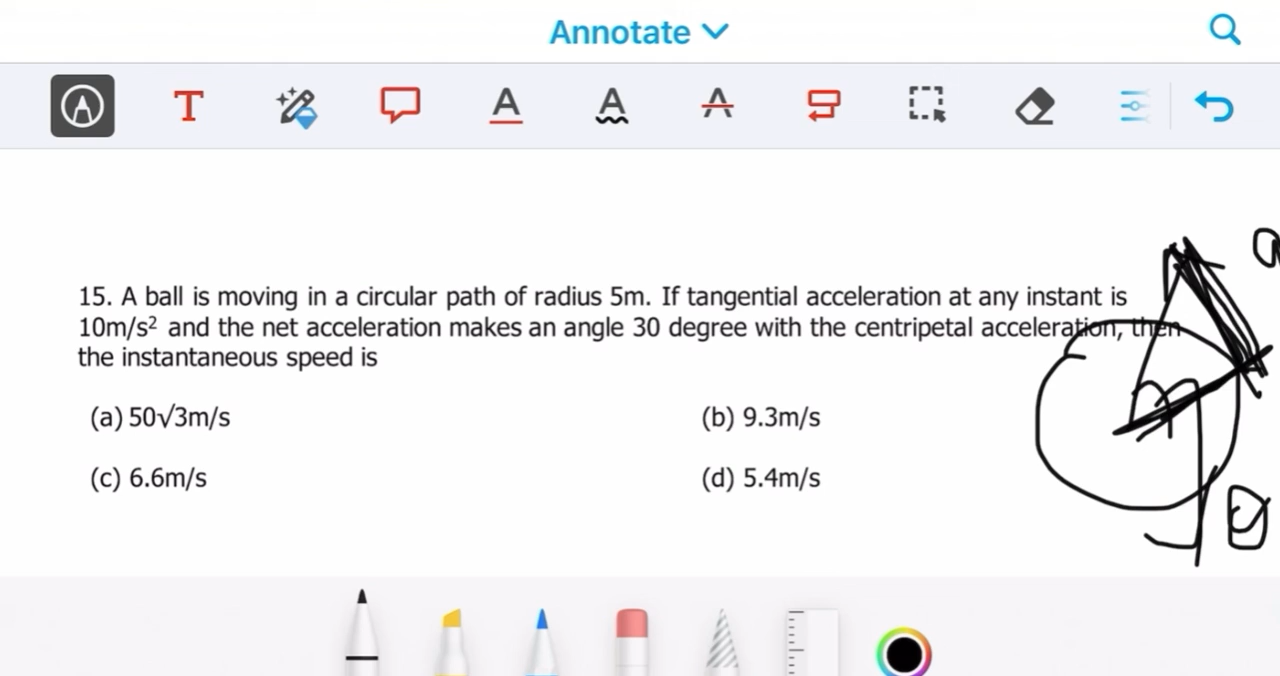 Annotate
T A A A
15. A ball is moving in a circular path of radius 5m. If tangential acceleration at any instant is
10m/s² and the net acceleration makes an angle 30 degree with the centripetal acceleration, then
the instantaneous speed is
(a) 50√3m/s (b) 9.3m/s
(c) 6.6m/s (d) 5.4m/s